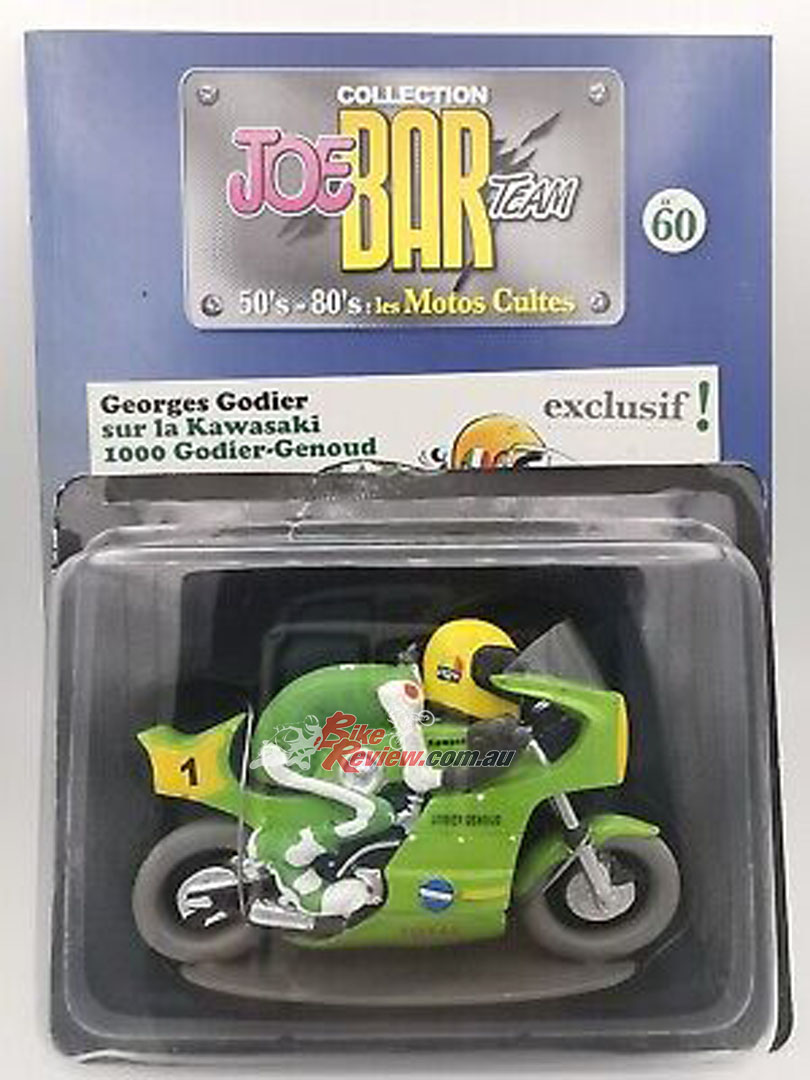 COLLECTION
JOE BAR TEAM
50's - 80's : les Motos Cultes
N° 60
Georges Godier
sur la Kawasaki
1000 Godier-Genoud
exclusif !
Bike
Review.com.au
1
GODIER GENOUD